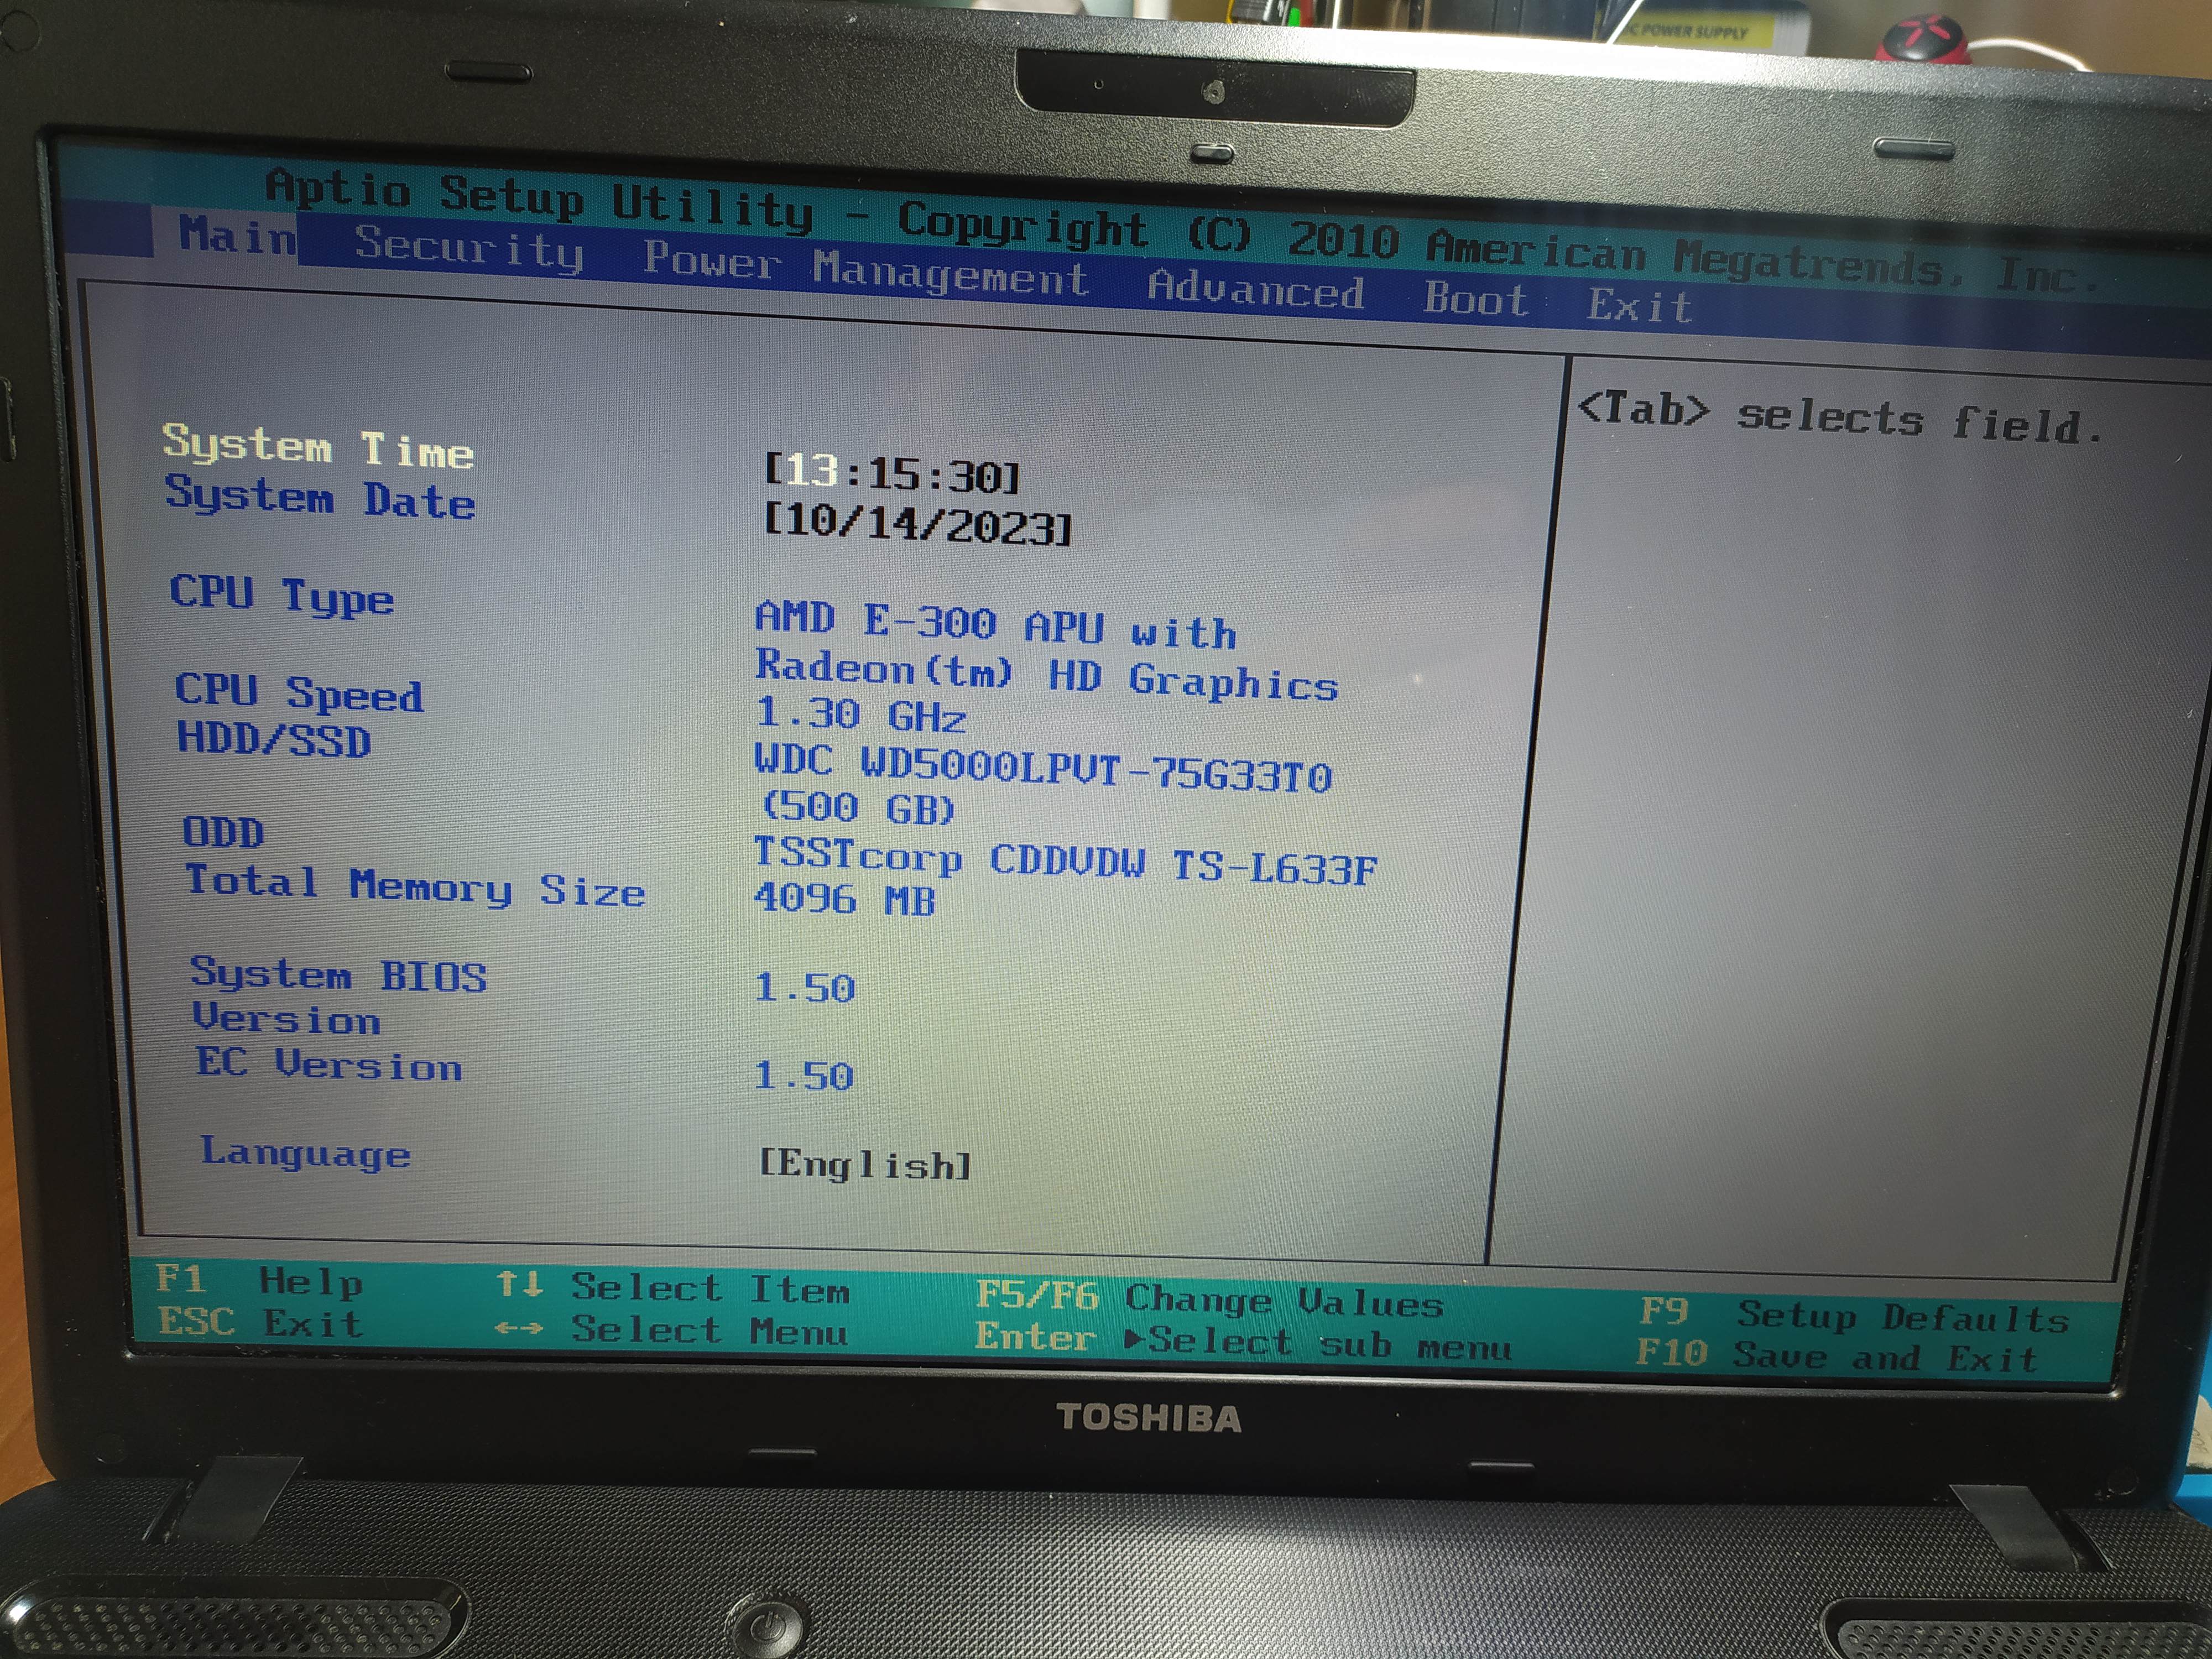 C POWER SUPPLY
Aptio Setup Utility - Copyright (C) 2010 American Megatrends, Inc.
Main Security Power Management Advanced Boot Exit
<Tab> selects field.
System Time [13:15:30]
System Date [10/14/2023]
CPU Type AMD E-300 APU with
Radeon(tm) HD Graphics
CPU Speed 1.30 GHz
HDD/SSD WDC WD5000LPVT-75G33T0
(500 GB)
ODD TSSTcorp CDDVDW TS-L633F
Total Memory Size 4096 MB
System BIOS 1.50
Version
EC Version 1.50
Language [English]
F1 Help ↑↓ Select Item F5/F6 Change Values F9 Setup Defaults
ESC Exit ←→ Select Menu Enter ▶Select sub menu F10 Save and Exit
TOSHIBA